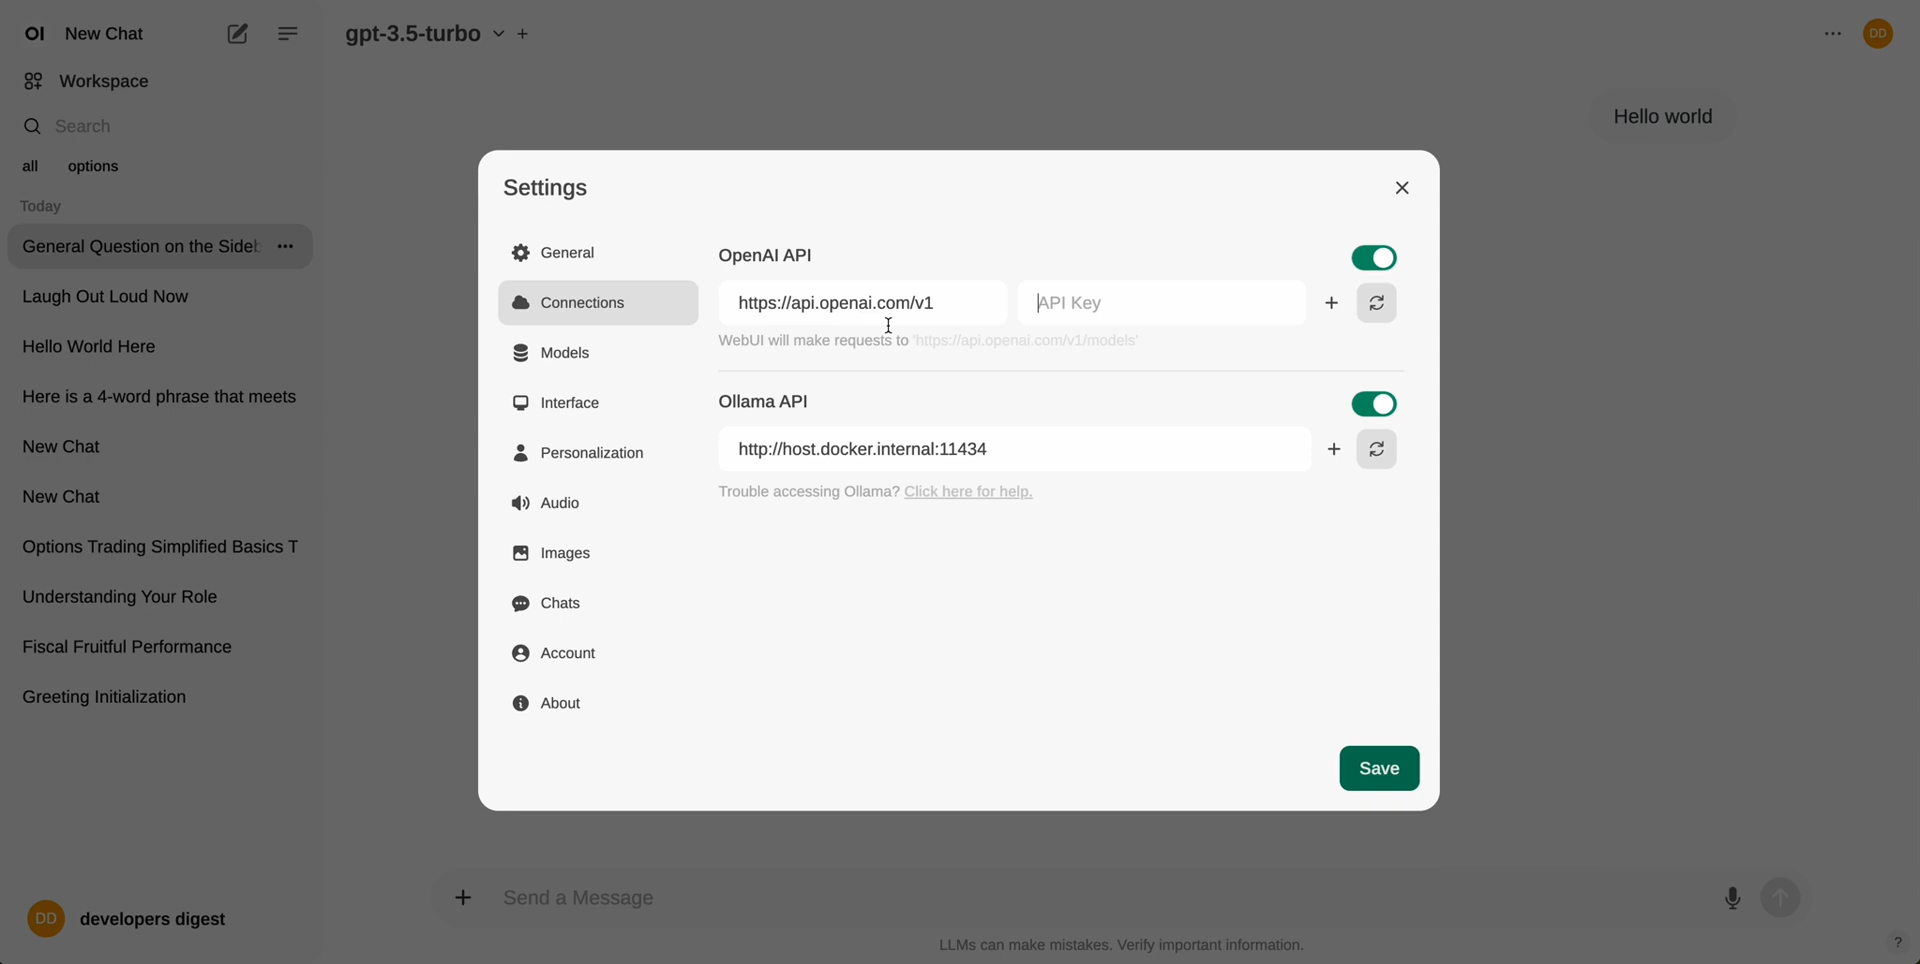 OI New Chat
Workspace
Search
all options
Today
General Question on the Side
Laugh Out Loud Now
Hello World Here
Here is a 4-word phrase that meets
New Chat
New Chat
Options Trading Simplified Basics T
Understanding Your Role
Fiscal Fruitful Performance
Greeting Initialization
DD developers digest
gpt-3.5-turbo
DD
Hello world
Settings
General
Connections
Models
Interface
Personalization
Audio
Images
Chats
Account
About
OpenAI API
https://api.openai.com/v1 API Key
WebUI will make requests to 'https://api.openai.com/v1/models'
Ollama API
http://host.docker.internal:11434
Trouble accessing Ollama? Click here for help.
Save
Send a Message
LLMs can make mistakes. Verify important information.
?